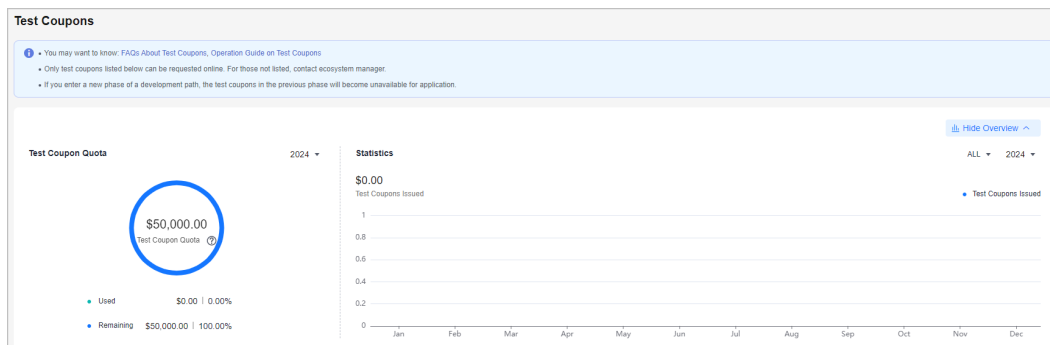 Test Coupons
• You may want to know: FAQs About Test Coupons, Operation Guide on Test Coupons
• Only test coupons listed below can be requested online. For those not listed, contact ecosystem manager.
• If you enter a new phase of a development path, the test coupons in the previous phase will become unavailable for application.
Hide Overview
Test Coupon Quota
2024
$50,000.00
Test Coupon Quota
Used $0.00 | 0.00%
Remaining $50,000.00 | 100.00%
Statistics
ALL 2024
$0.00
Test Coupons Issued
Test Coupons Issued
1
0.8
0.6
0.4
0.2
0
Jan Feb Mar Apr May Jun Jul Aug Sep Oct Nov Dec